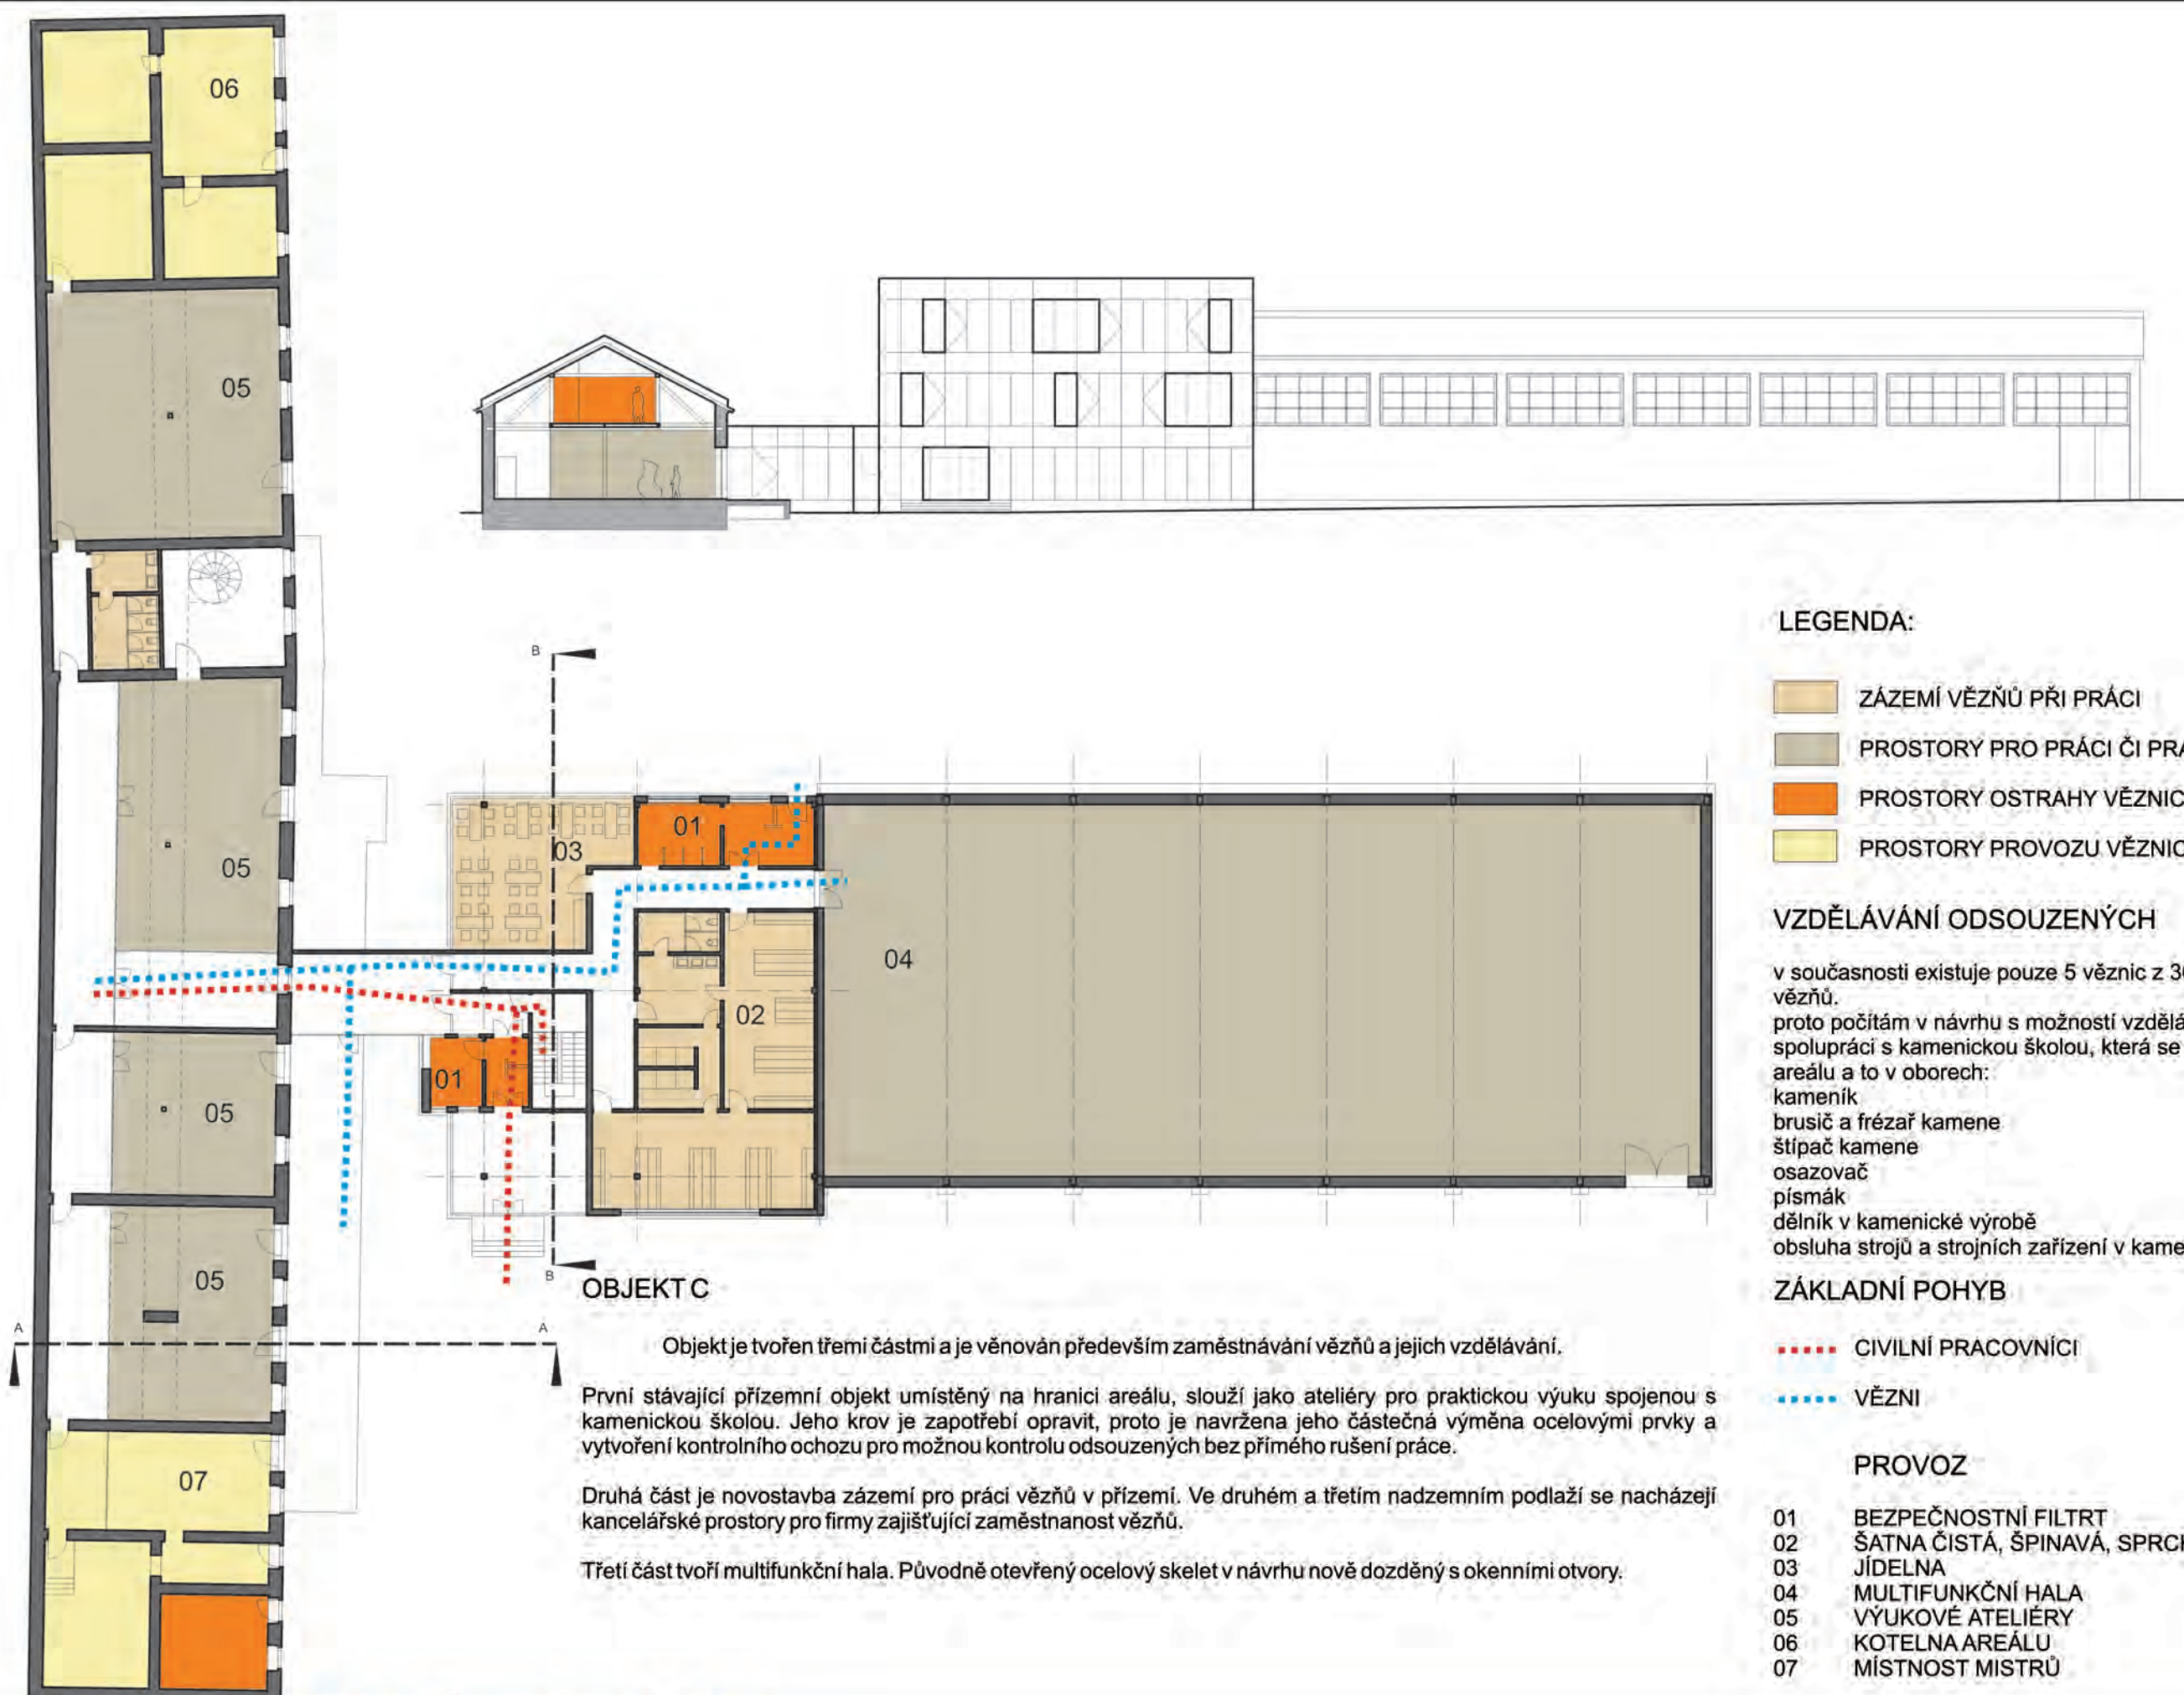 06
05
05
05
05
07
B
03
01
04
02
01
B
A
A
OBJEKT C
Objekt je tvořen třemi částmi a je věnován především zaměstnávání vězňů a jejich vzdělávání.
První stávající přízemní objekt umístěný na hranici areálu, slouží jako ateliéry pro praktickou výuku spojenou s
kamenickou školou. Jeho krov je zapotřebí opravit, proto je navržena jeho částečná výměna ocelovými prvky a
vytvoření kontrolního ochozu pro možnou kontrolu odsouzených bez přímého rušení práce.
Druhá část je novostavba zázemí pro práci vězňů v přízemí. Ve druhém a třetím nadzemním podlaží se nacházejí
kancelářské prostory pro firmy zajišťující zaměstnanost vězňů.
Třetí část tvoří multifunkční hala. Původně otevřený ocelový skelet v návrhu nově dozděný s okenními otvory.
LEGENDA:
ZÁZEMÍ VĚZŇŮ PŘI PRÁCI
PROSTORY PRO PRÁCI ČI
PROSTORY OSTRAHY
PROSTORY PROVOZU
VZDĚLÁVÁNÍ ODSOUZENÝCH
v současnosti existuje pouze 5 věznic z
vězňů.
proto počítám v návrhu s možností
spolupráci s kamenickou školou, která se
areálu a to v oborech:
kameník
brusič a frézař kamene
štípač kamene
osazovač
písmák
dělník v kamenické výrobě
obsluha strojů a strojních zařízení v
ZÁKLADNÍ POHYB
CIVILNÍ PRACOVNÍCI
VĚZNI
PROVOZ
01 BEZPEČNOSTNÍ FILTRT
02 ŠATNA ČISTÁ, ŠPINAVÁ,
03 JÍDELNA
04 MULTIFUNKČNÍ HALA
05 VÝUKOVÉ ATELIÉRY
06 KOTELNA AREÁLU
07 MÍSTNOST MISTRŮ